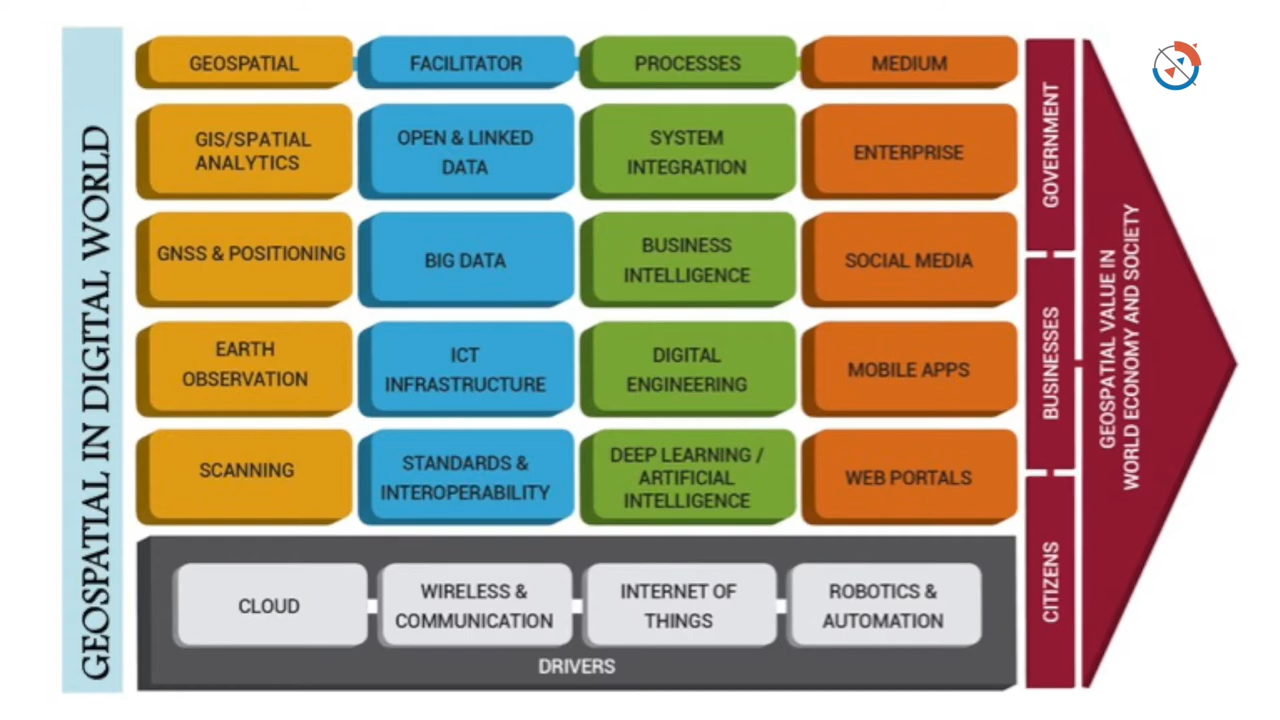 GEOSPATIAL IN DIGITAL WORLD
GEOSPATIAL
FACILITATOR
PROCESSES
MEDIUM
GIS/SPATIAL
ANALYTICS
OPEN & LINKED
DATA
SYSTEM
INTEGRATION
ENTERPRISE
GNSS & POSITIONING
BIG DATA
BUSINESS
INTELLIGENCE
SOCIAL MEDIA
EARTH
OBSERVATION
ICT
INFRASTRUCTURE
DIGITAL
ENGINEERING
MOBILE APPS
SCANNING
STANDARDS &
INTEROPERABILITY
DEEP LEARNING /
ARTIFICIAL
INTELLIGENCE
WEB PORTALS
CLOUD
WIRELESS &
COMMUNICATION
INTERNET OF
THINGS
ROBOTICS &
AUTOMATION
DRIVERS
GOVERNMENT
BUSINESSES
CITIZENS
GEOSPATIAL VALUE IN
WORLD ECONOMY AND SOCIETY